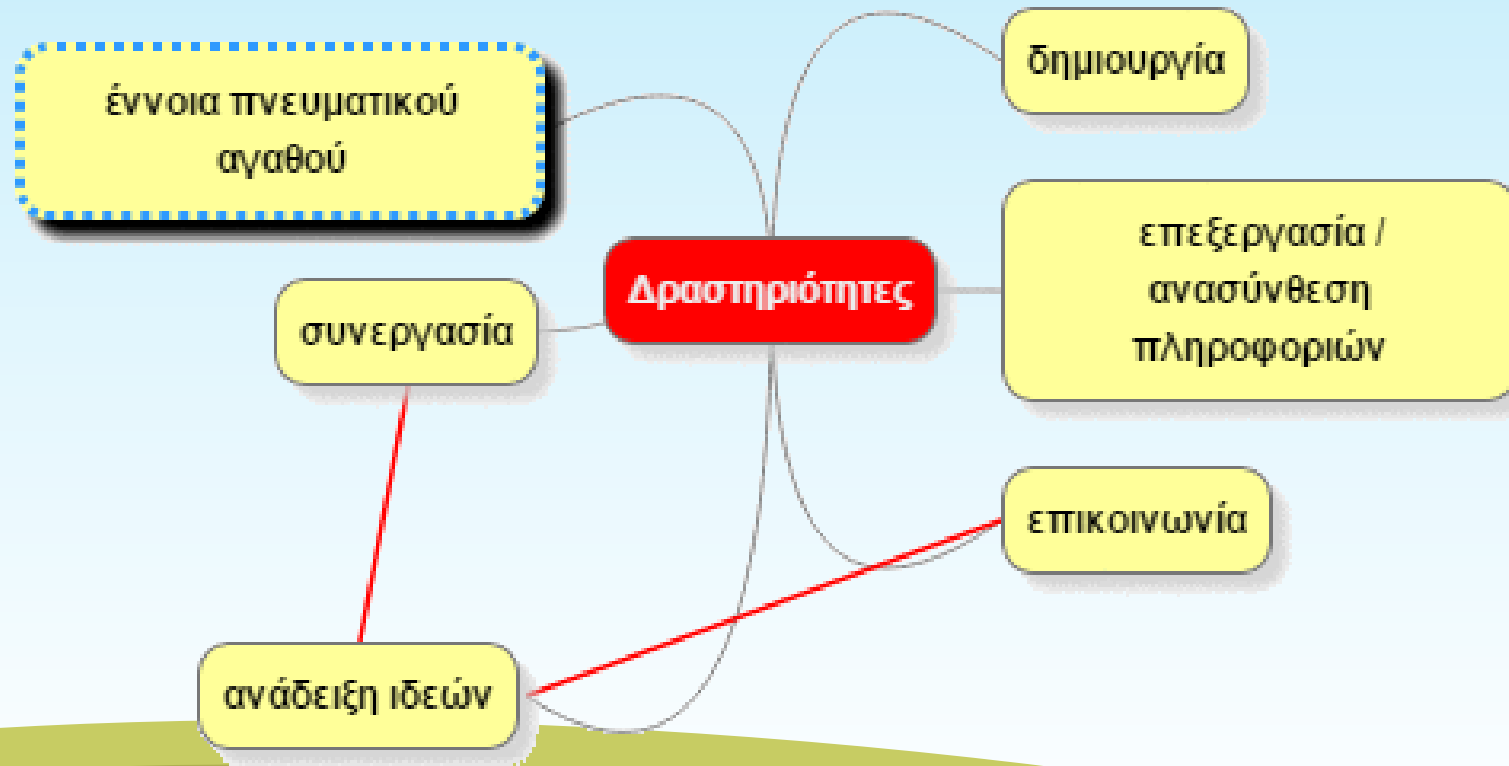 δημιουργία
έννοια πνευματικού
αγαθού
επεξεργασία /
ανασύνθεση
πληροφοριών
Δραστηριότητες
συνεργασία
επικοινωνία
ανάδειξη ιδεών